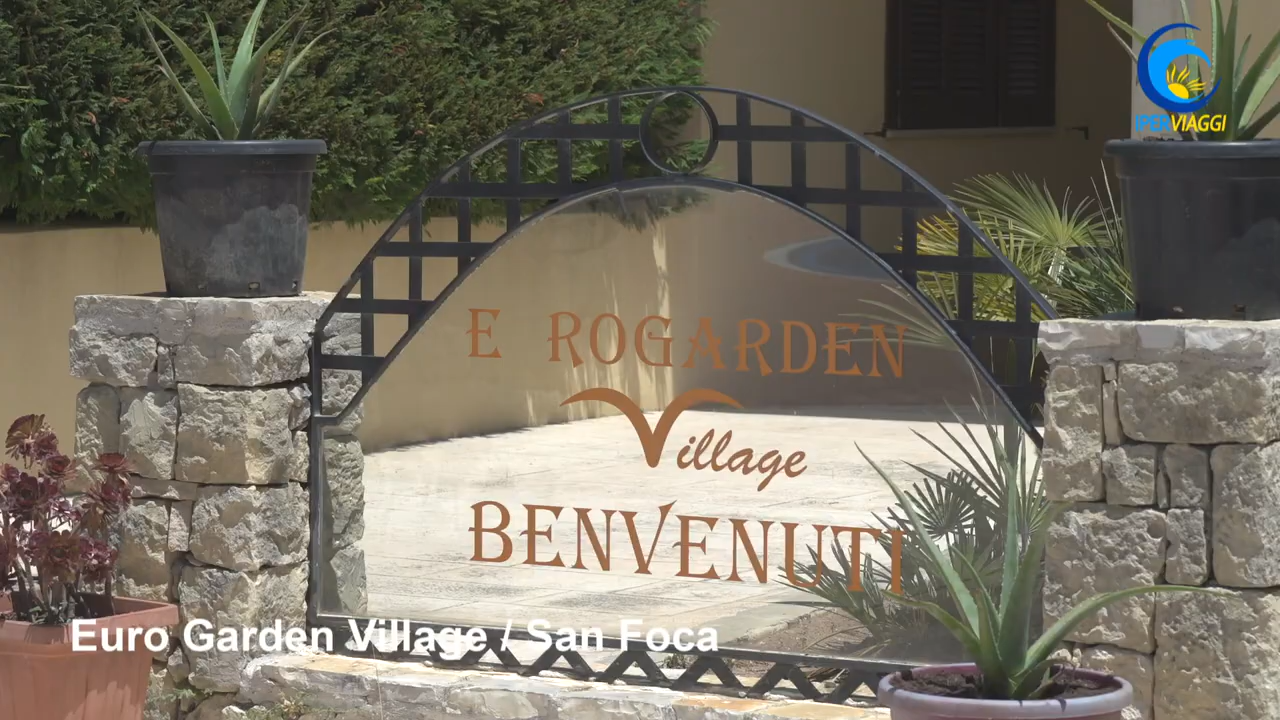 IPERVIAGGI
E ROGARDEN
Village
BENVENUTI
Euro Garden Village / San Foca